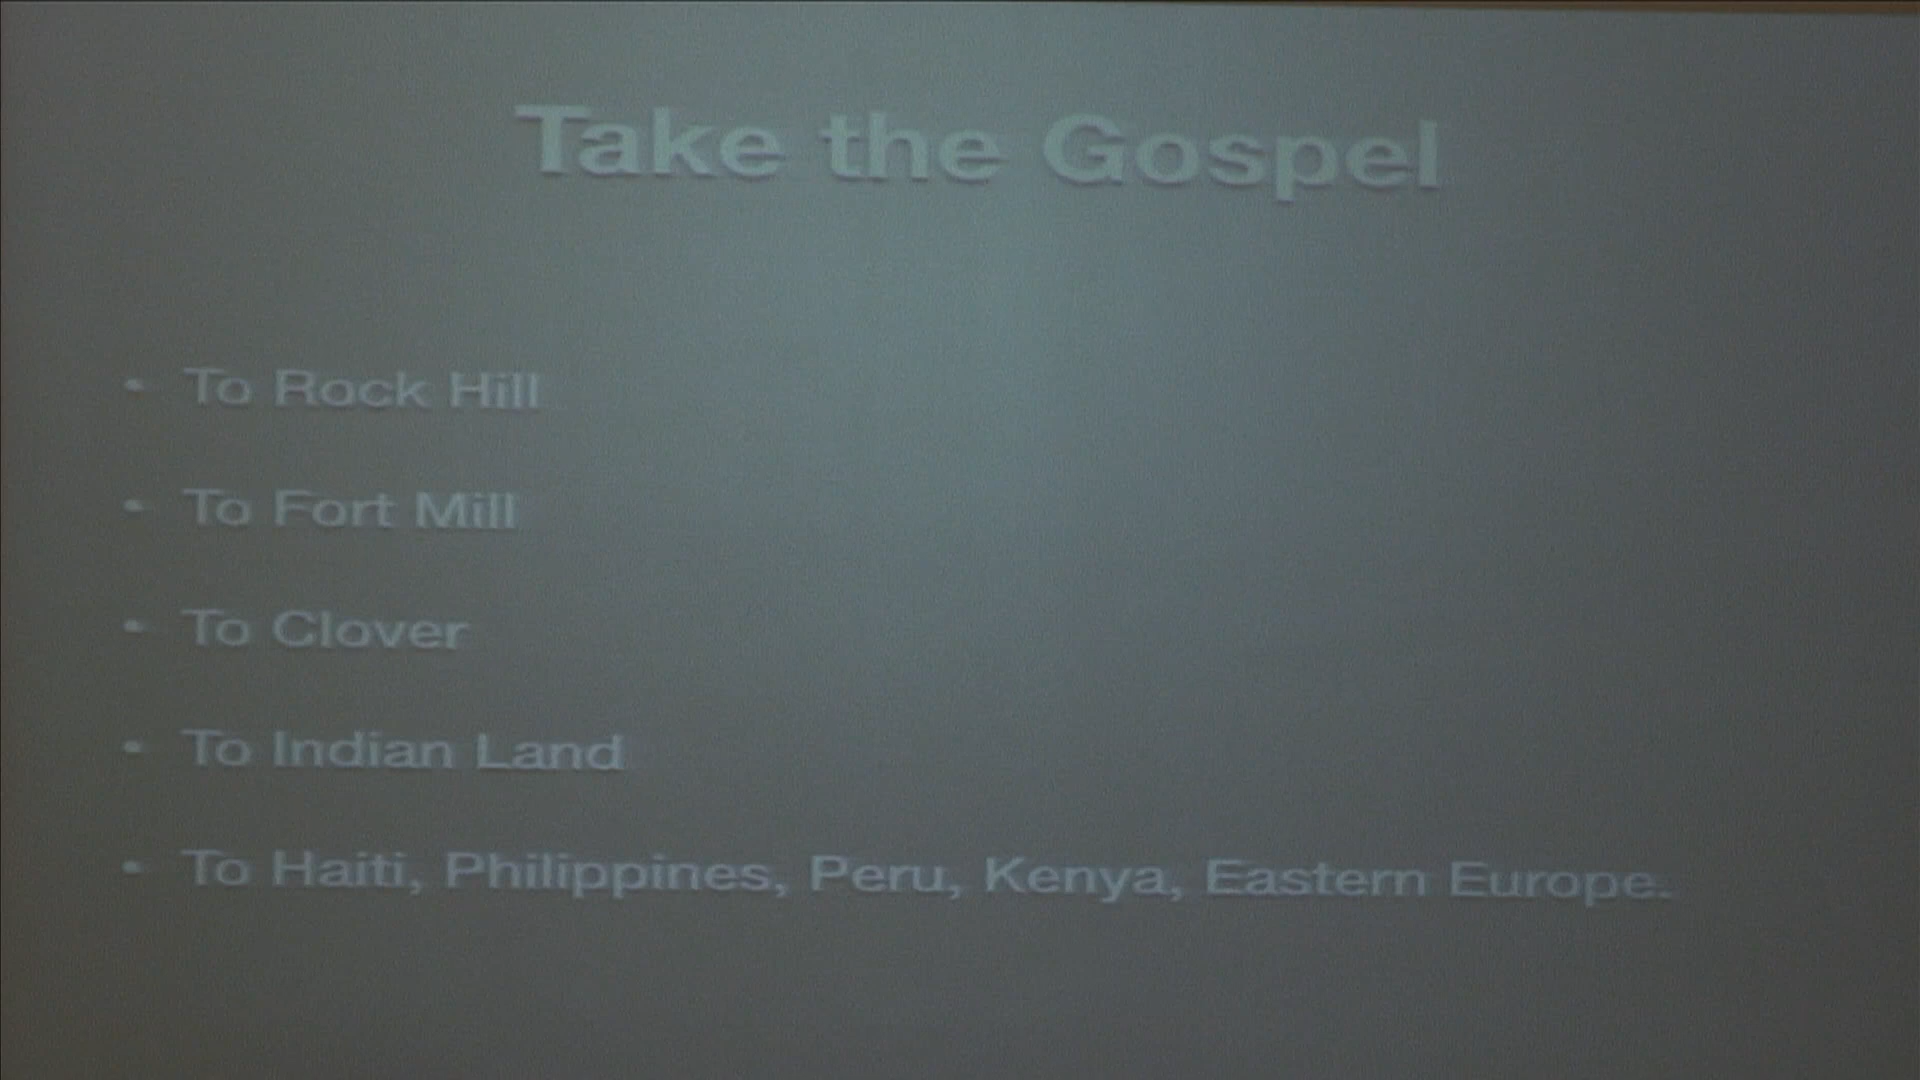 Take the Gospel
• To Rock Hill
• To Fort Mill
• To Clover
• To Indian Land
• To Haiti, Philippines, Peru, Kenya, Eastern Europe.